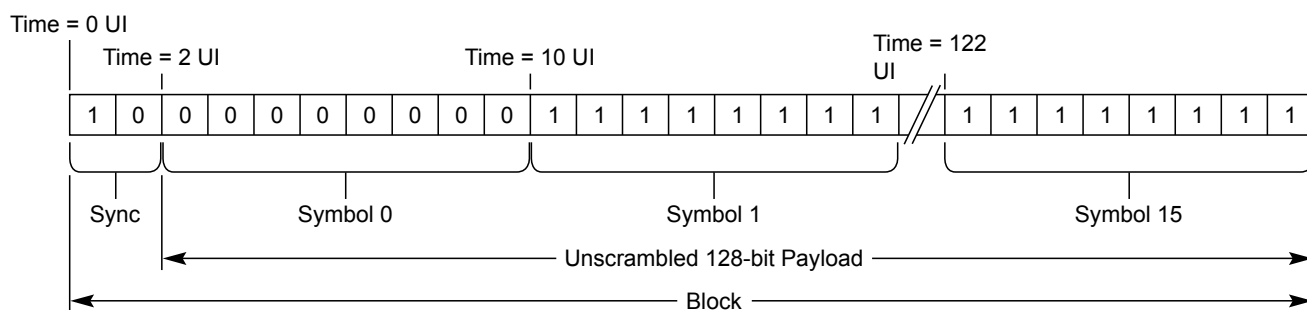 Time = 0 UI
Time = 2 UI
Time = 10 UI
Time = 122
UI
1 0 0 0 0 0 0 0 0 0 1 1 1 1 1 1 1 1 1 1 1 1 1 1 1 1
Sync
Symbol 0
Symbol 1
Symbol 15
Unscrambled 128-bit Payload
Block